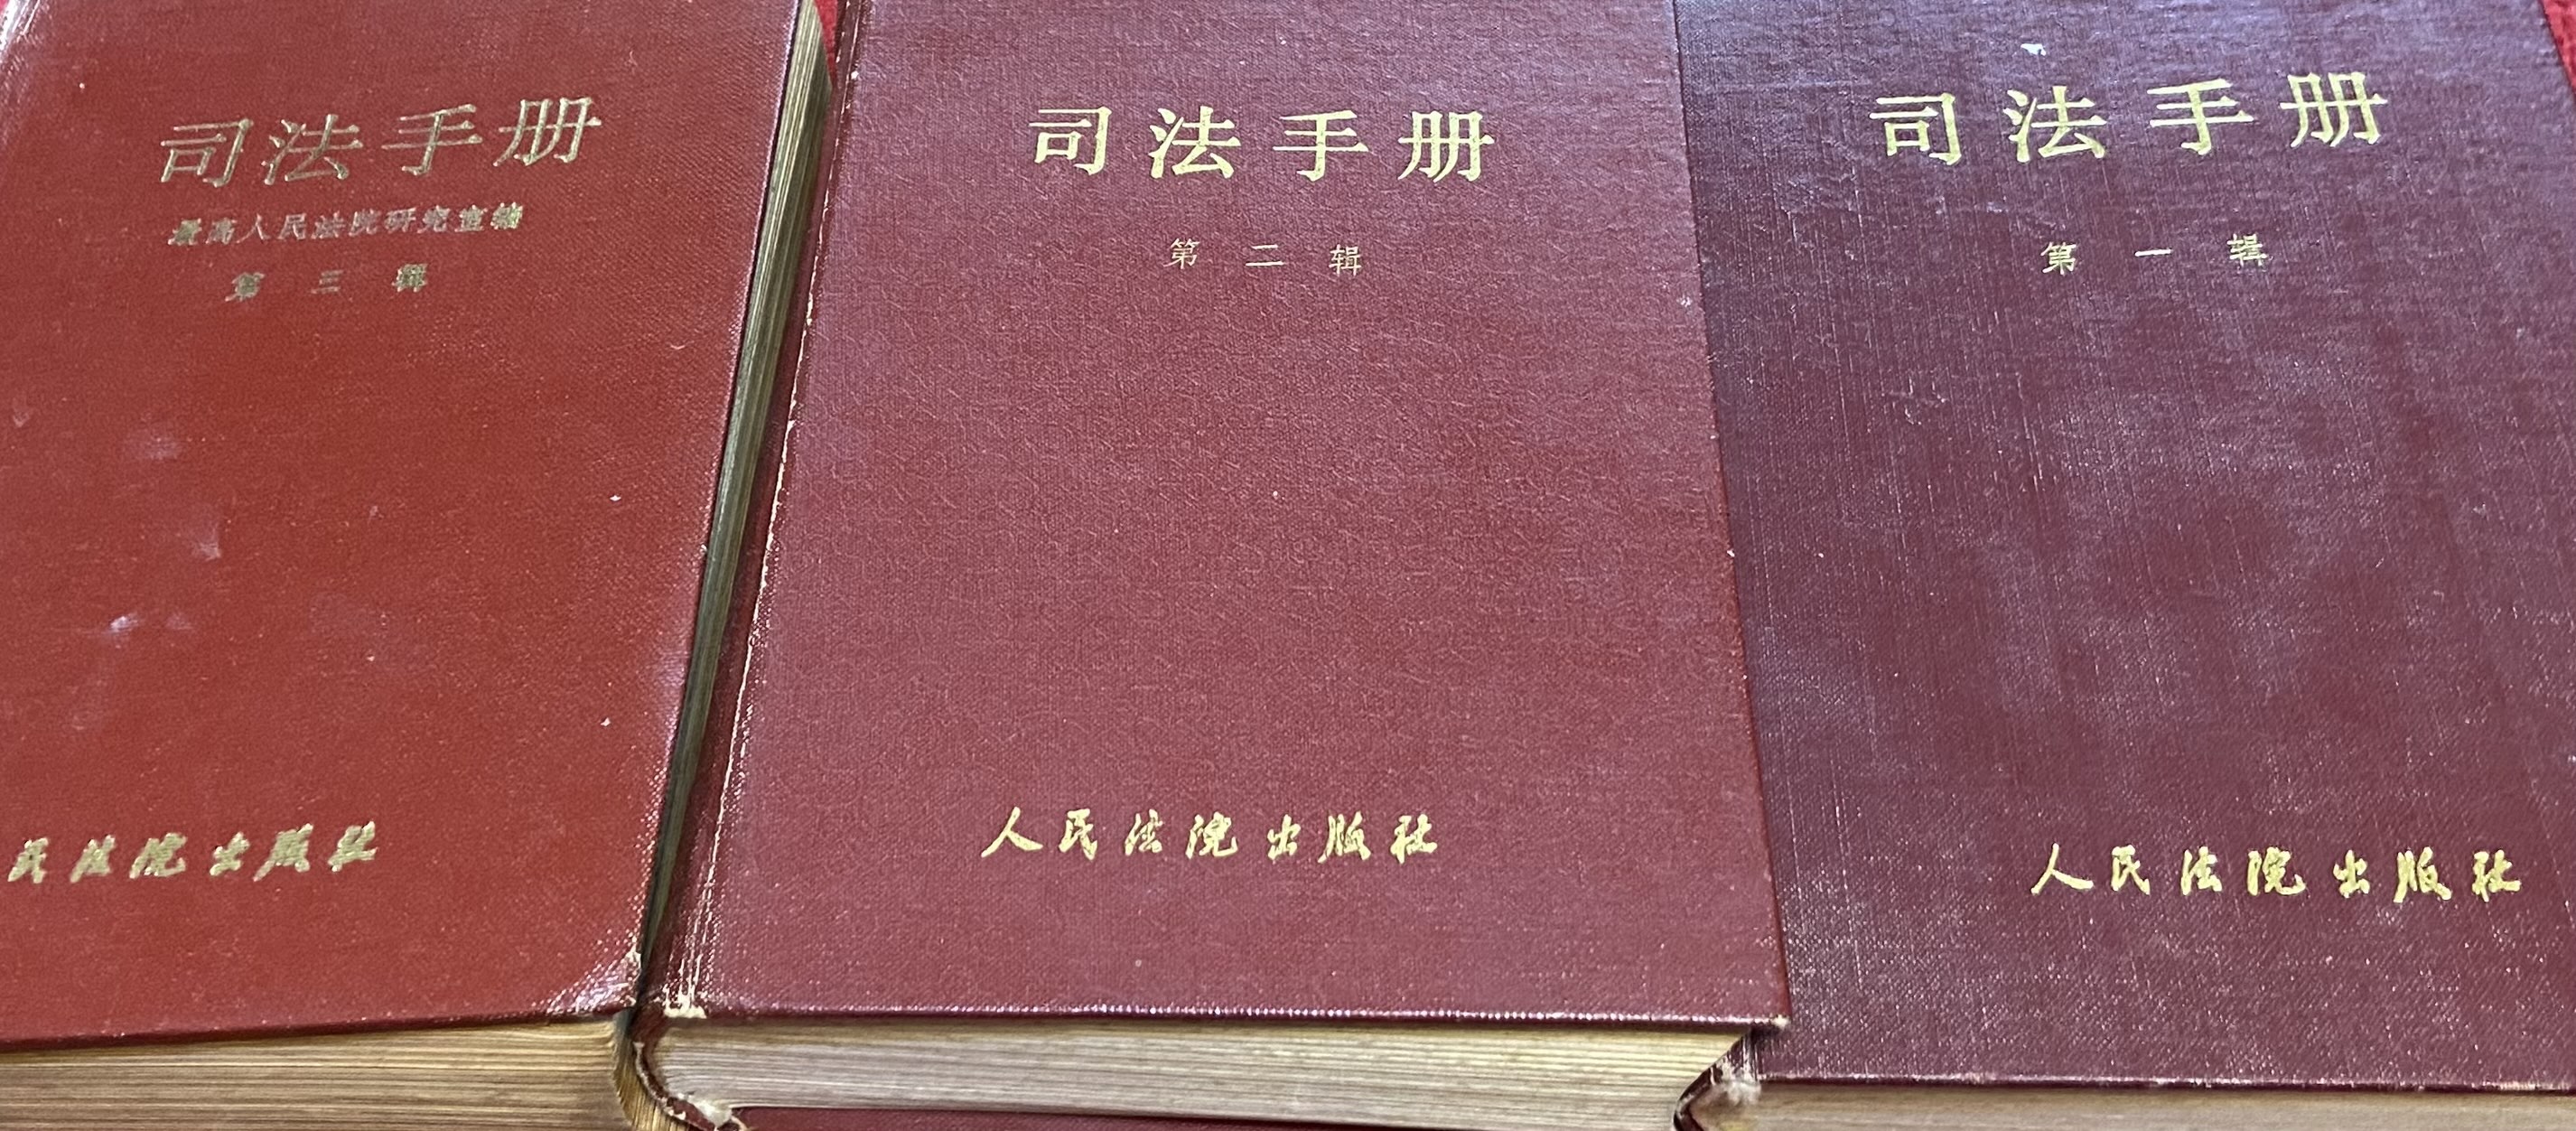 司法手册
最高人民法院研究室编
第三辑
民法院出版社
司法手册
第二辑
人民法院出版社
司法手册
第一辑
人民法院出版社